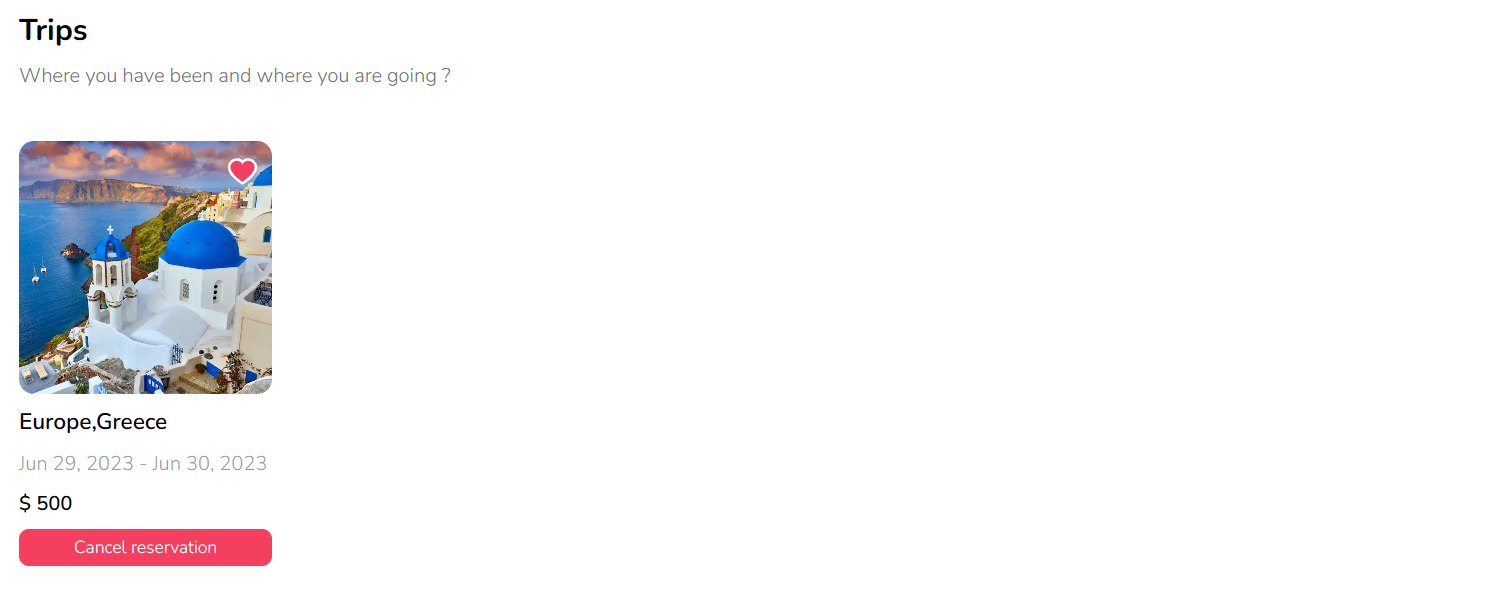 Trips
Where you have been and where you are going ?
Europe,Greece
Jun 29, 2023 - Jun 30, 2023
$ 500
Cancel reservation